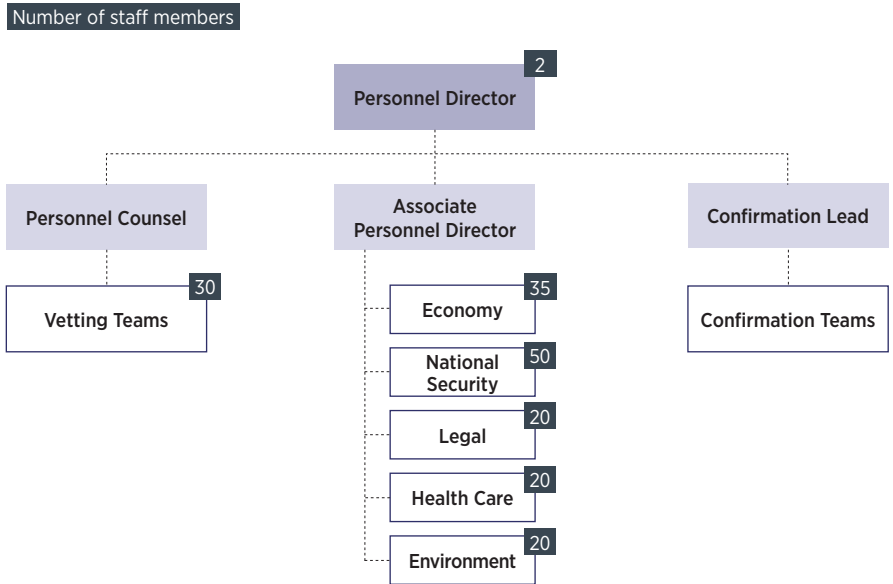 Number of staff members
2
Personnel Director
Personnel Counsel
Associate
Personnel Director
Confirmation Lead
30
Vetting Teams
35
Economy
Confirmation Teams
50
National
Security
20
Legal
20
Health Care
20
Environment